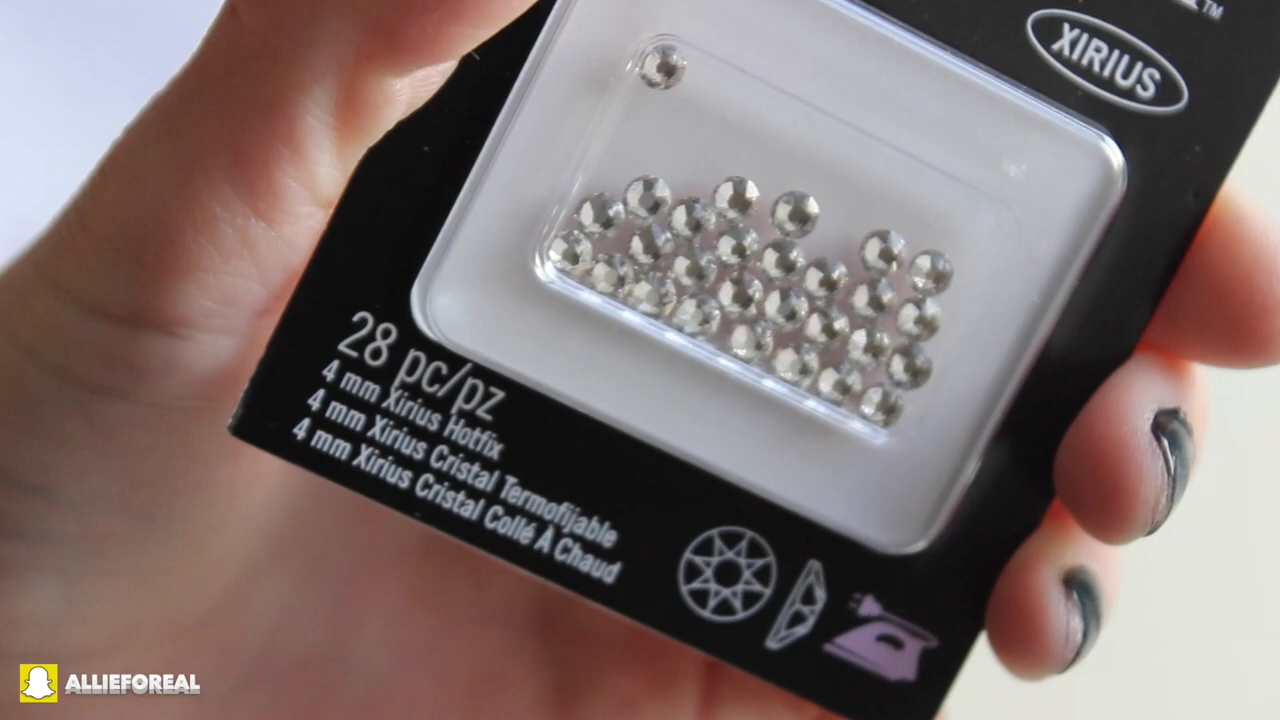 ™
XIRIUS
28 pc/pz
4 mm Xirius Hotfix
4 mm Xirius Cristal Termofijable
4 mm Xirius Cristal Collé À Chaud
ALLIEFOREAL